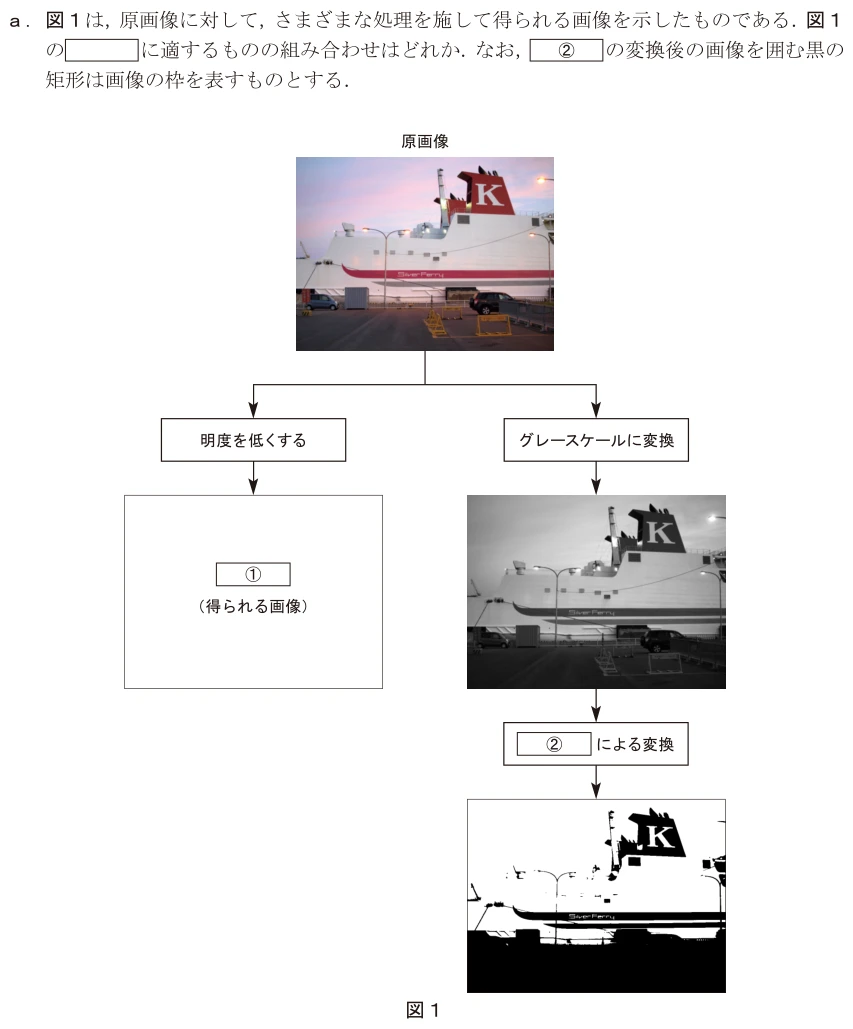 a． 図1は，原画像に対して，さまざまな処理を施して得られる画像を示したものである．図1
の　　　に適するものの組み合わせはどれか．なお，②の変換後の画像を囲む黒の
矩形は画像の枠を表すものとする．
原画像
K
Silver Ferry
明度を低くする
グレースケールに変換
①
（得られる画像）
K
Silver Ferry
②による変換
K
Silver Ferry
図1